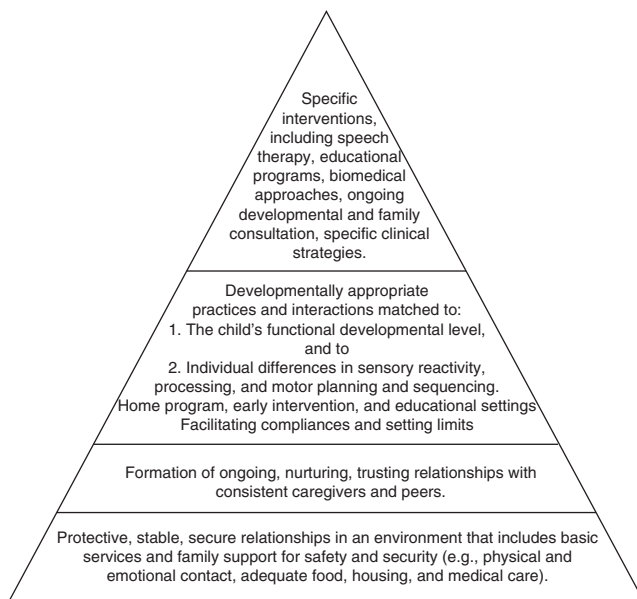 Specific
interventions,
including speech
therapy, educational
programs, biomedical
approaches, ongoing
developmental and family
consultation, specific clinical
strategies.
Developmentally appropriate
practices and interactions matched to:
1. The child’s functional developmental level,
and to
2. Individual differences in sensory reactivity,
processing, and motor planning and sequencing.
Home program, early intervention, and educational settings
Facilitating compliances and setting limits
Formation of ongoing, nurturing, trusting relationships with
consistent caregivers and peers.
Protective, stable, secure relationships in an environment that includes basic
services and family support for safety and security (e.g., physical and
emotional contact, adequate food, housing, and medical care).